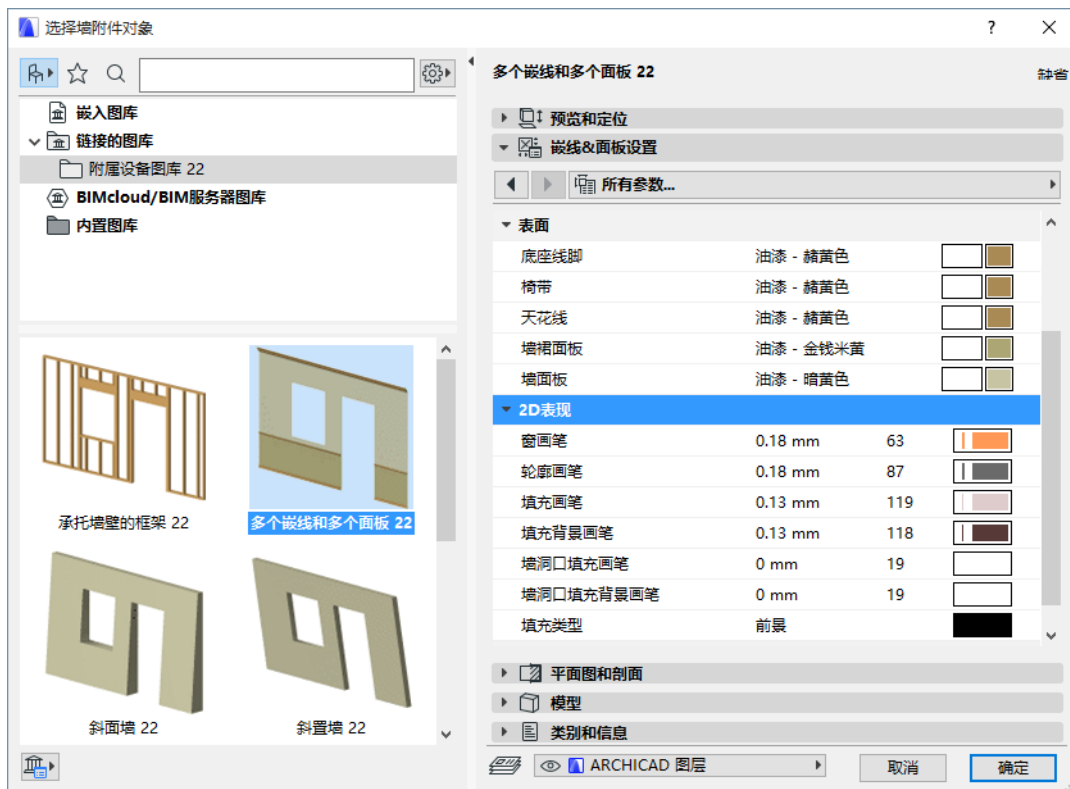 选择墙附件对象
?
嵌入图库
链接的图库
附属设备图库 22
BIMcloud/BIM服务器图库
内置图库
承托墙壁的框架 22
多个嵌线和多个面板 22
斜面墙 22
斜置墙 22
多个嵌线和多个面板 22
缺省
预览和定位
嵌线&面板设置
所有参数...
表面
底座线脚 油漆 - 赭黄色
椅带 油漆 - 赭黄色
天花线 油漆 - 赭黄色
墙裙面板 油漆 - 金钱米黄
墙面板 油漆 - 暗黄色
2D表现
窗画笔 0.18 mm 63
轮廓画笔 0.18 mm 87
填充画笔 0.13 mm 119
填充背景画笔 0.13 mm 118
墙洞口填充画笔 0 mm 19
墙洞口填充背景画笔 0 mm 19
填充类型 前景
平面图和剖面
模型
类别和信息
ARCHICAD 图层
取消
确定